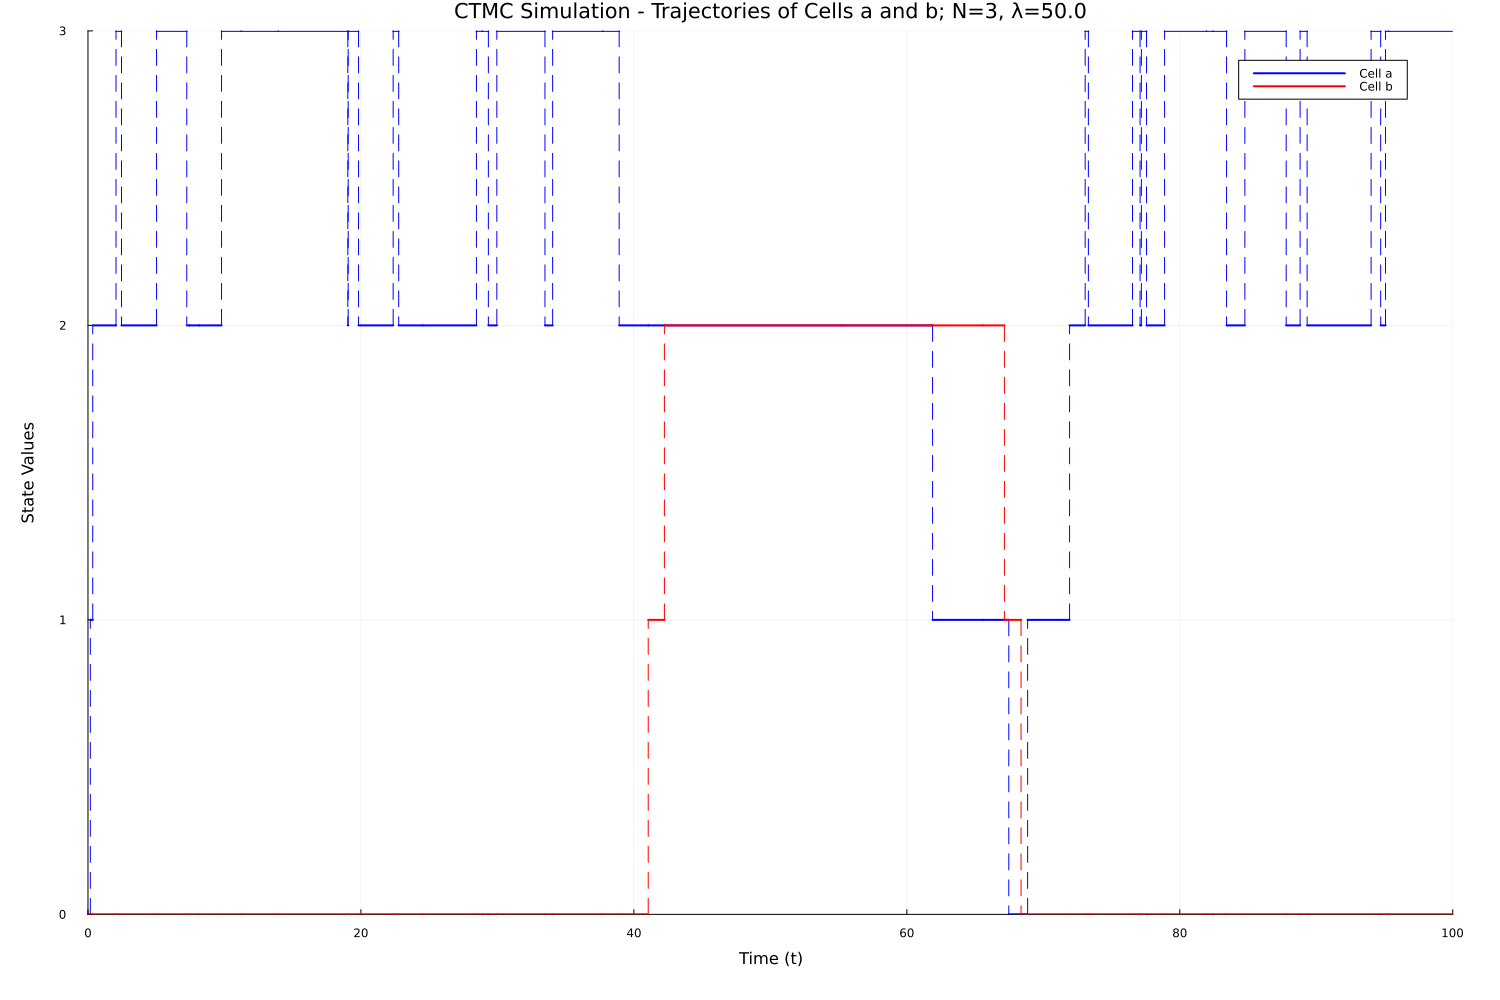 CTMC Simulation - Trajectories of Cells a and b; N=3, λ=50.0
3
Cell a
Cell b
2
State Values
1
0
0 20 40 60 80 100
Time (t)